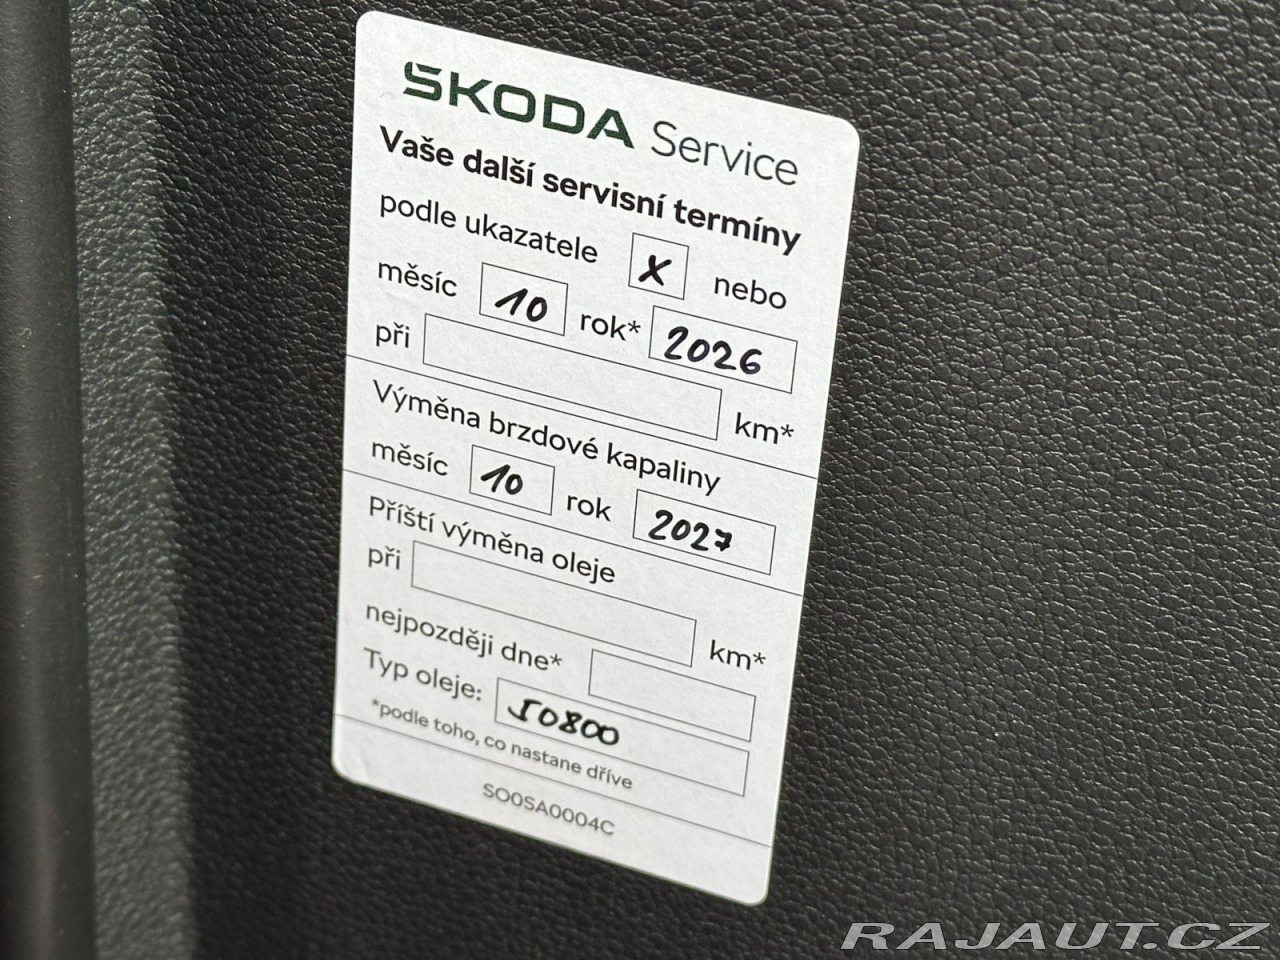 ŠKODA Service
Vaše další servisní termíny
podle ukazatele X nebo
měsíc 10 rok* 2026
při km*
Výměna brzdové kapaliny
měsíc 10 rok 2027
Příští výměna oleje
při km*
nejpozději dne*
Typ oleje: 50800
*podle toho, co nastane dříve
SO0SA0004C
RAJAUT.CZ